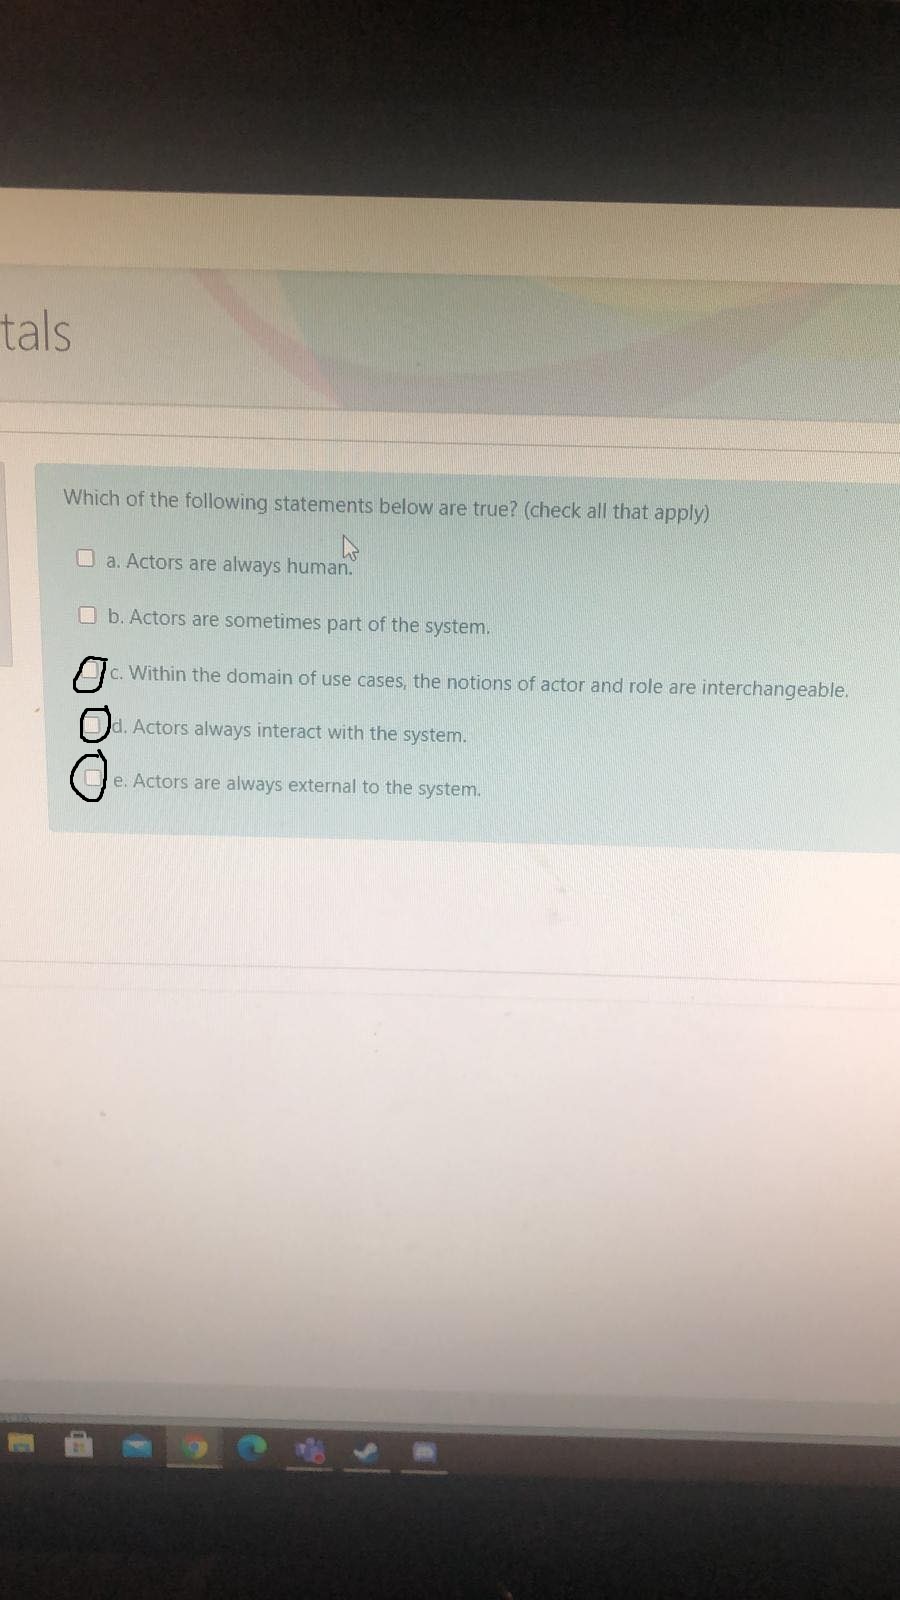 tals
Which of the following statements below are true? (check all that apply)
a. Actors are always human.
b. Actors are sometimes part of the system.
c. Within the domain of use cases, the notions of actor and role are interchangeable.
d. Actors always interact with the system.
e. Actors are always external to the system.